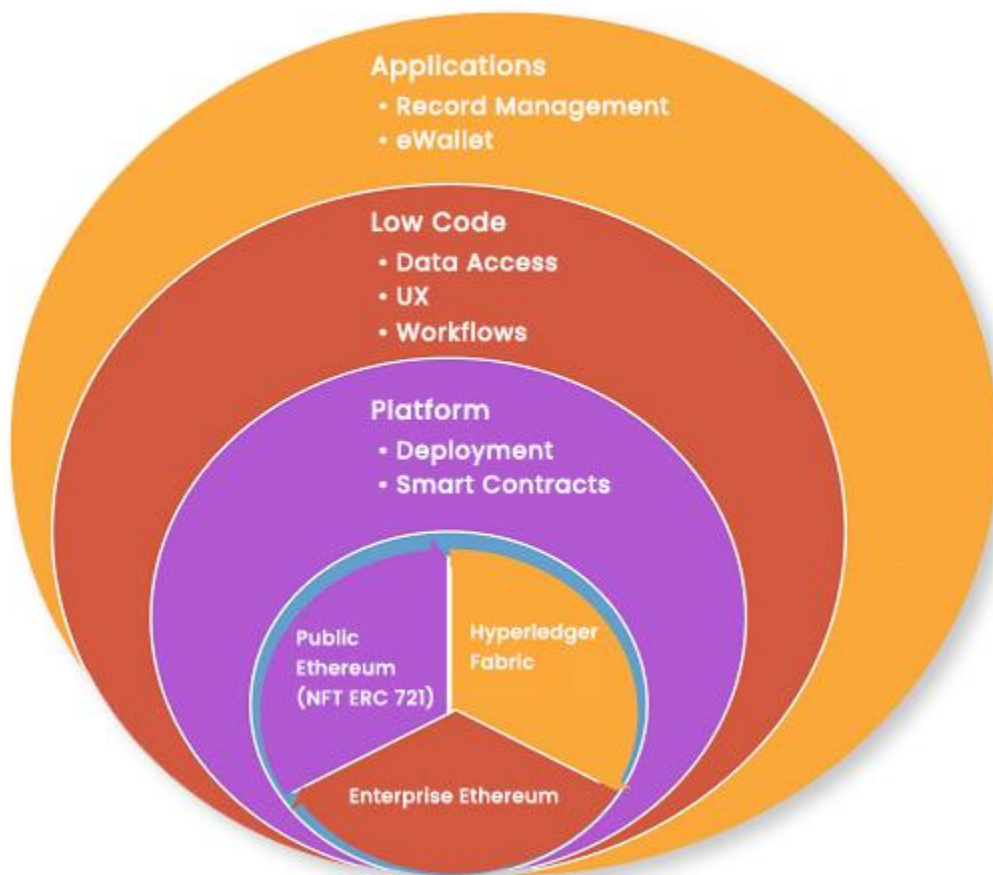 Applications
• Record Management
• eWallet
Low Code
• Data Access
• UX
• Workflows
Platform
• Deployment
• Smart Contracts
Public
Ethereum
(NFT ERC 721)
Hyperledger
Fabric
Enterprise Ethereum